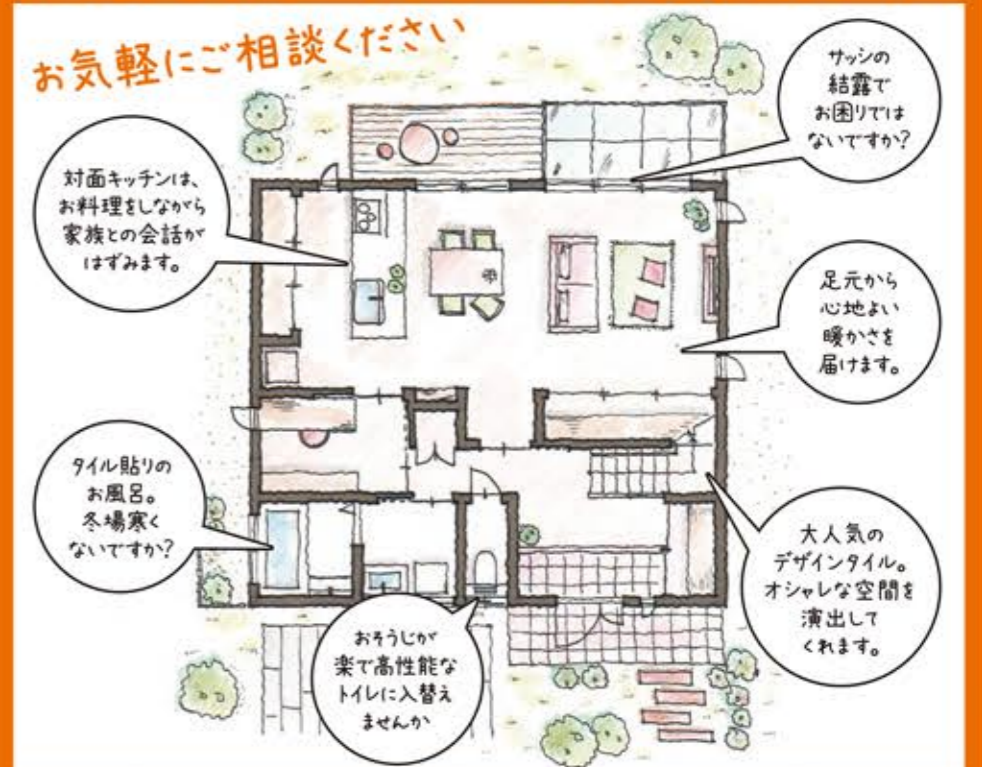 お気軽にご相談ください
サッシの
結露で
お困りでは
ないですか?
対面キッチンは、
お料理をしながら
家族との会話が
はずみます。
足元から
心地よい
暖かさを
届けます。
タイル貼りの
お風呂。
冬場寒く
ないですか?
大人気の
デザインタイル。
オシャレな空間を
演出して
くれます。
おそうじが
楽で高性能な
トイレに入替え
ませんか